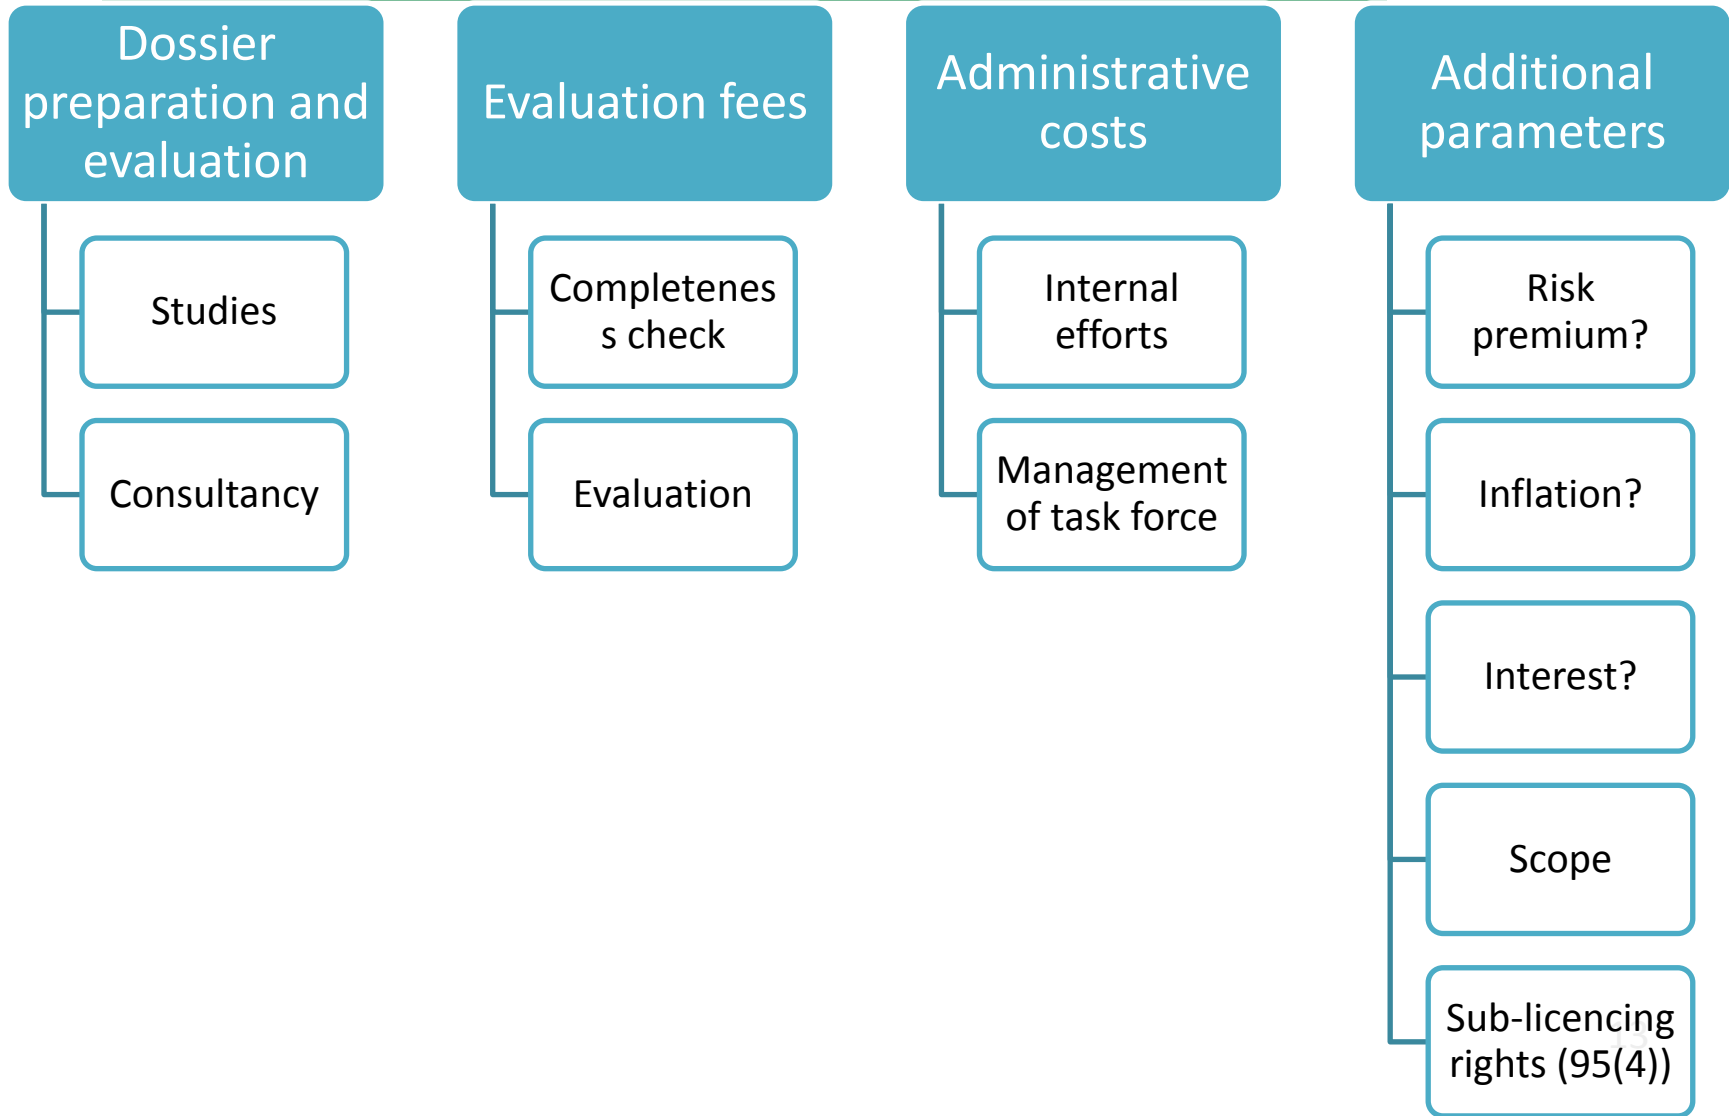 Dossier
preparation and
evaluation
Studies
Consultancy
Evaluation fees
Completenes
s check
Evaluation
Administrative
costs
Internal
efforts
Management
of task force
Additional
parameters
Risk
premium?
Inflation?
Interest?
Scope
Sub-licencing
rights (95(4))
13